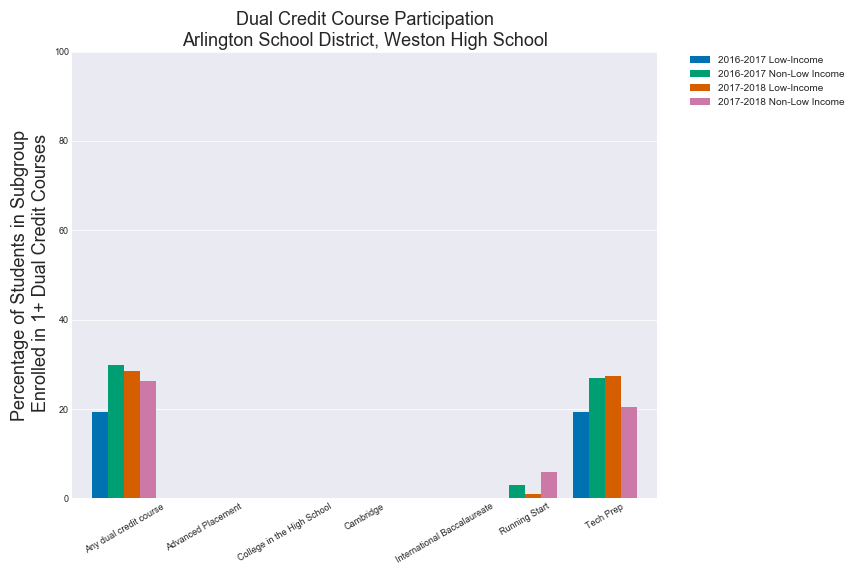 Dual Credit Course Participation
Arlington School District, Weston High School
Percentage of Students in Subgroup
Enrolled in 1+ Dual Credit Courses
100
80
60
40
20
0
Any dual credit course
Advanced Placement
College in the High School
Cambridge
International Baccalaureate
Running Start
Tech Prep
2016-2017 Low-Income
2016-2017 Non-Low Income
2017-2018 Low-Income
2017-2018 Non-Low Income